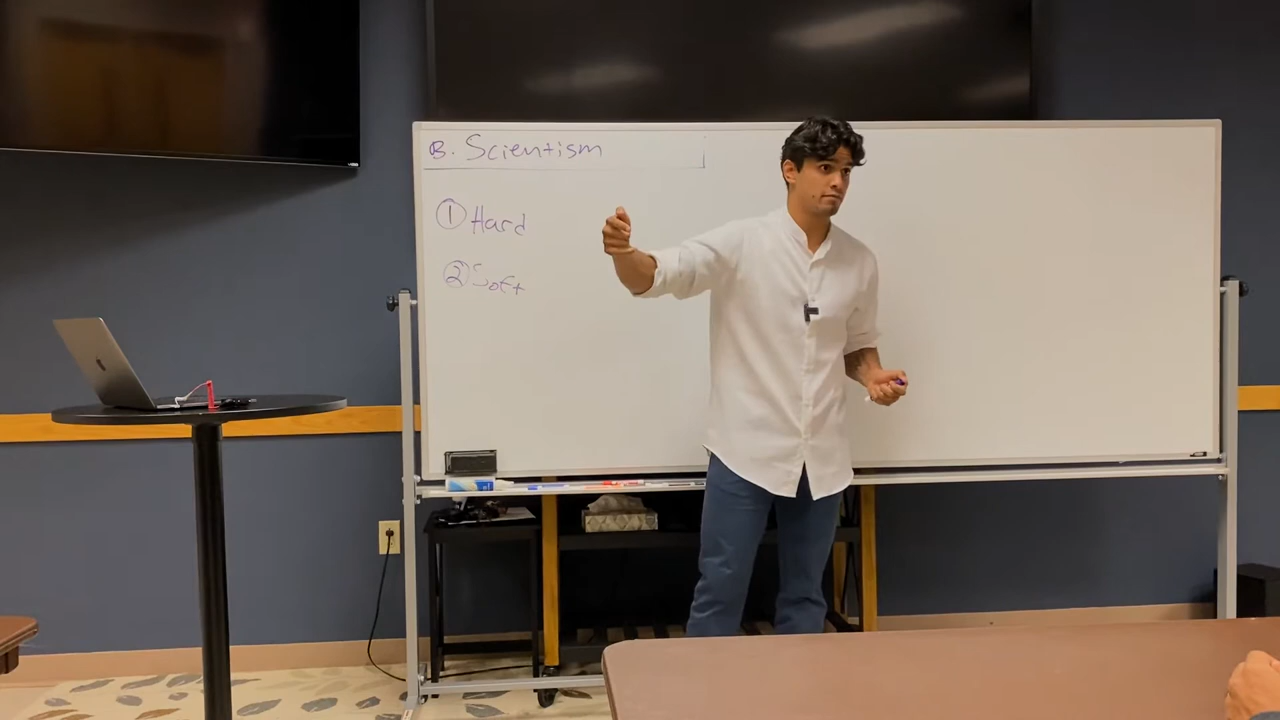 B. Scientism
① Hard
② Soft